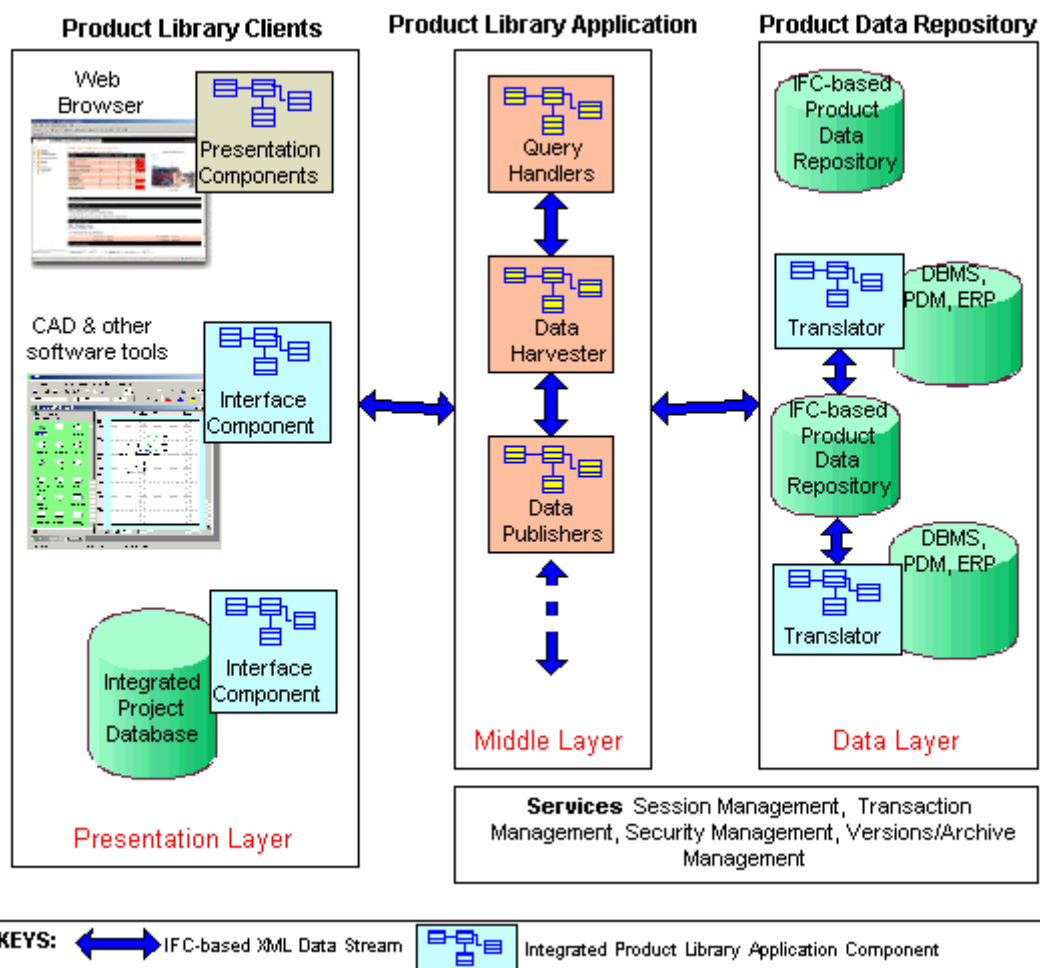 Product Library Clients
Product Library Application
Product Data Repository
Web
Browser
Presentation
Components
CAD & other
software tools
Interface
Component
Integrated
Project
Database
Interface
Component
Presentation Layer
Query
Handlers
Data
Harvester
Data
Publishers
Middle Layer
IFC-based
Product
Data
Repository
Translator
DBMS,
PDM, ERP
IFC-based
Product
Data
Repository
DBMS,
PDM, ERP
Translator
Data Layer
Services Session Management, Transaction
Management, Security Management, Versions/Archive
Management
KEYS:
IFC-based XML Data Stream
Integrated Product Library Application Component